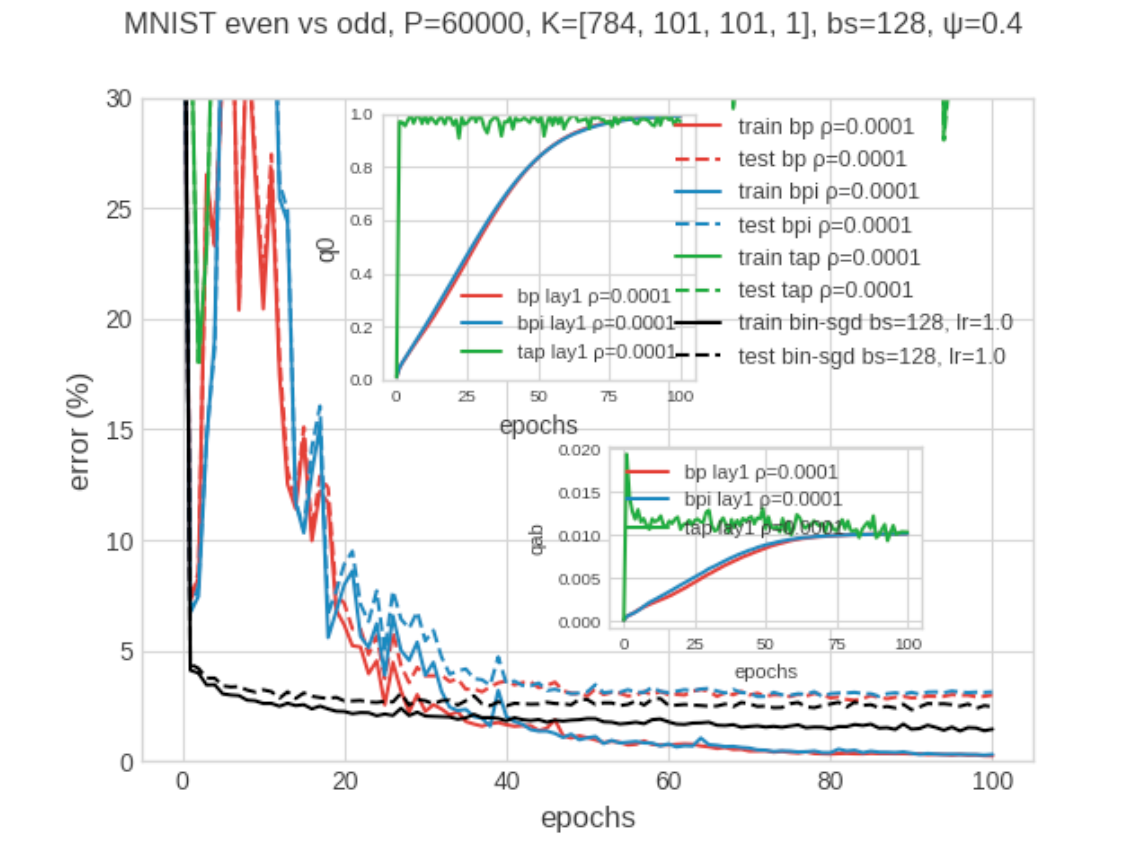 MNIST even vs odd, P=60000, K=[784, 101, 101, 1], bs=128, ψ=0.4
error (%)
30
25
20
15
10
5
0
0 20 40 60 80 100
epochs
q0
1.0
0.8
0.6
0.4
0.2
0.0
0 25 50 75 100
epochs
bp lay1 ρ=0.0001
bpi lay1 ρ=0.0001
tap lay1 ρ=0.0001
train bp ρ=0.0001
test bp ρ=0.0001
train bpi ρ=0.0001
test bpi ρ=0.0001
train tap ρ=0.0001
test tap ρ=0.0001
train bin-sgd bs=128, lr=1.0
test bin-sgd bs=128, lr=1.0
qab
0.020
0.015
0.010
0.005
0.000
0 25 50 75 100
epochs
bp lay1 ρ=0.0001
bpi lay1 ρ=0.0001
tap lay1 ρ=0.0001